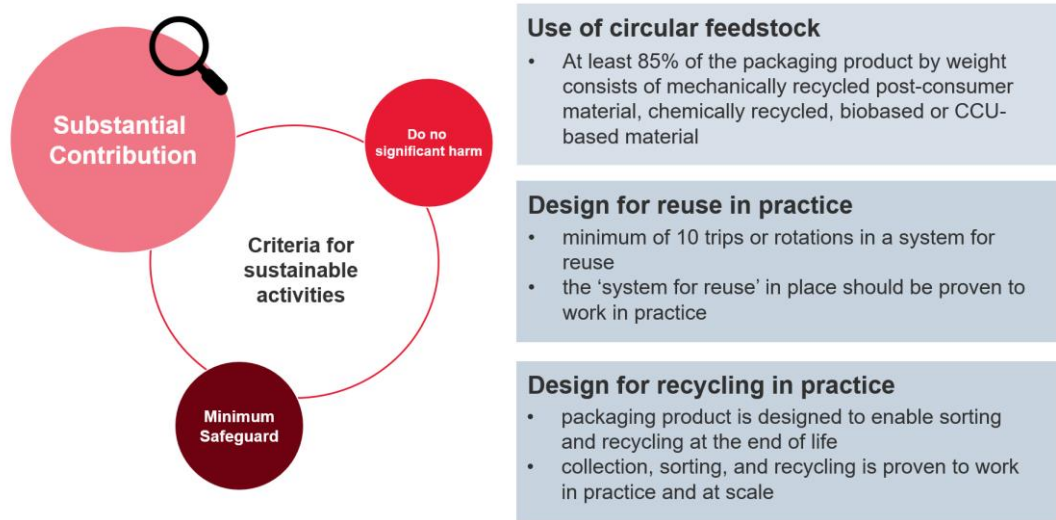 Substantial
Contribution
Do no
significant harm
Criteria for
sustainable
activities
Minimum
Safeguard
Use of circular feedstock
• At least 85% of the packaging product by weight
consists of mechanically recycled post-consumer
material, chemically recycled, biobased or CCU-
based material
Design for reuse in practice
• minimum of 10 trips or rotations in a system for
reuse
• the ‘system for reuse’ in place should be proven to
work in practice
Design for recycling in practice
• packaging product is designed to enable sorting
and recycling at the end of life
• collection, sorting, and recycling is proven to work
in practice and at scale